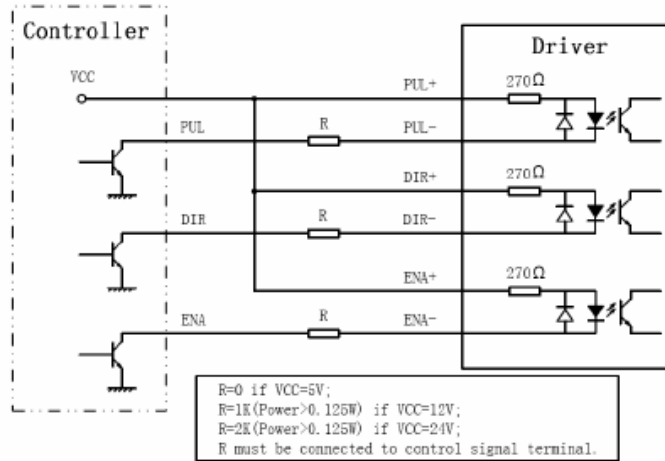 Controller
Driver
VCC
PUL+
270Ω
PUL
R
PUL-
DIR+
270Ω
DIR
R
DIR-
ENA+
270Ω
ENA
R
ENA-
R=0 if VCC=5V;
R=1K(Power>0.125W) if VCC=12V;
R=2K(Power>0.125W) if VCC=24V;
R must be connected to control signal terminal.